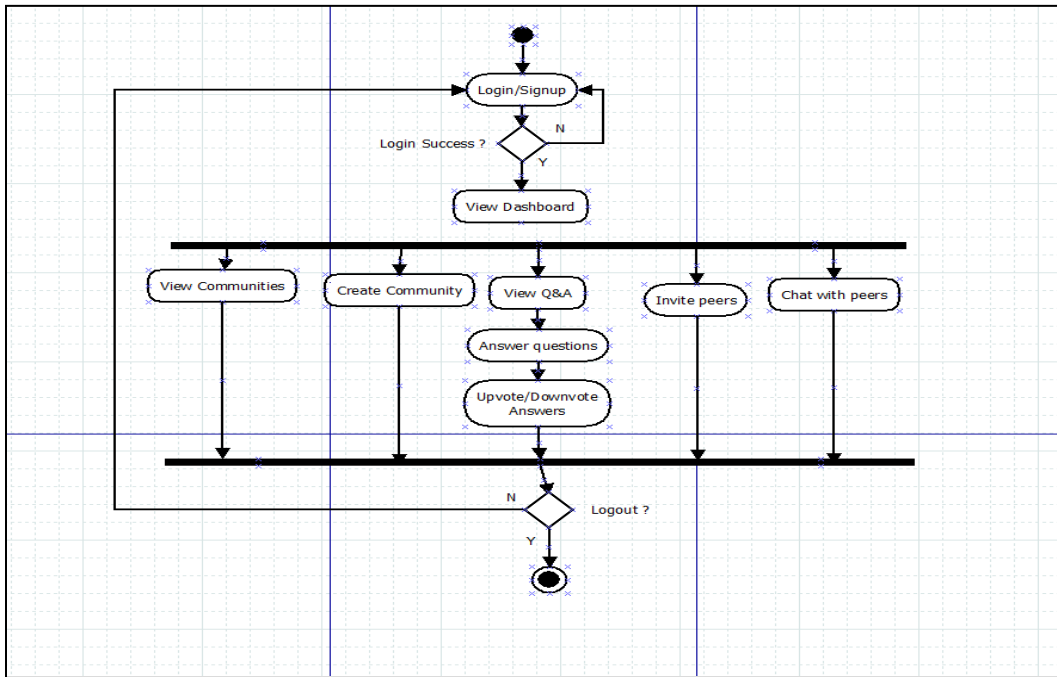 Login/Signup
N
Login Success ?
Y
View Dashboard
View Communities
Create Community
View Q&A
Invite peers
Chat with peers
Answer questions
Upvote/Downvote
Answers
N
Logout ?
Y